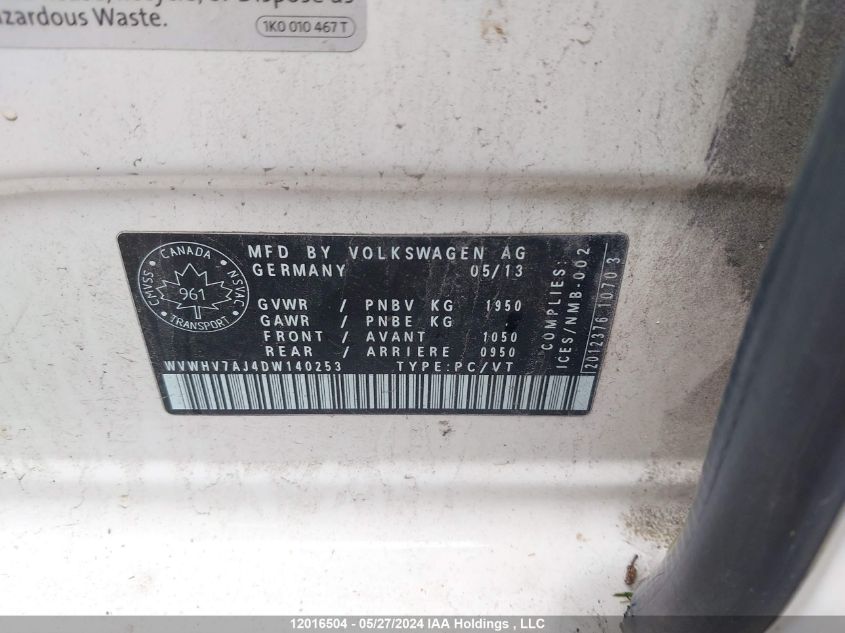 azardous Waste.
1K0 010 467 T
CANADA
CMVSS
NSVAC
961
TRANSPORT
MFD BY VOLKSWAGEN AG
GERMANY 05/13
GVWR / PNBV KG 1950
GAWR / PNBE KG
FRONT / AVANT 1050
REAR / ARRIERE 0950
WVWHV7AJ4DW140253 TYPE:PC/VT
COMPLIES:
ICES/NMB-002
2012376 10703
12016504 - 05/27/2024 IAA Holdings , LLC